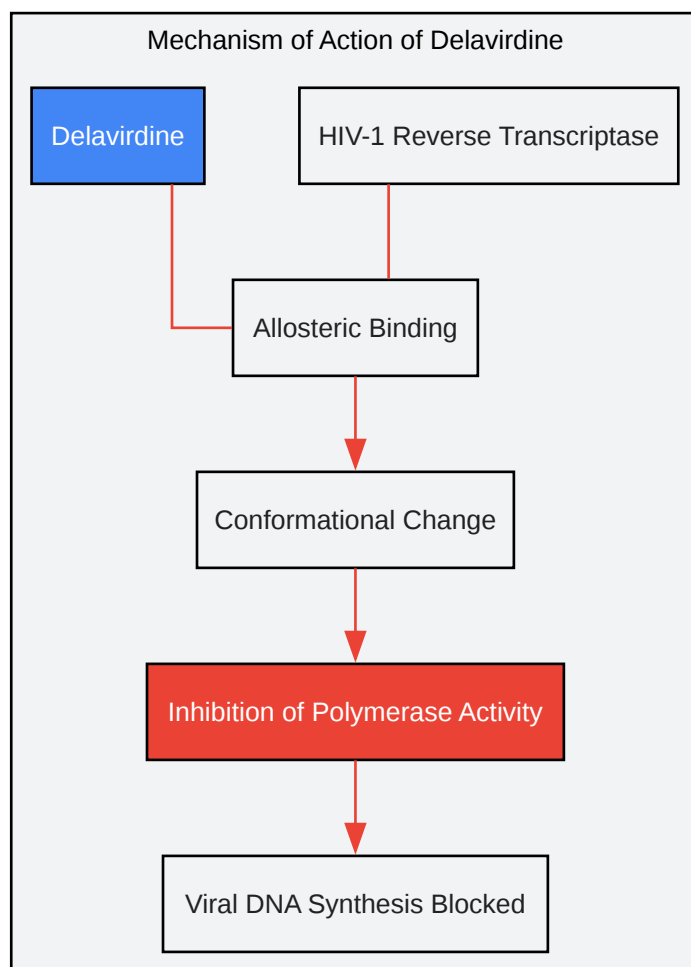 Mechanism of Action of Delavirdine
Delavirdine
HIV-1 Reverse Transcriptase
Allosteric Binding
Conformational Change
Inhibition of Polymerase Activity
Viral DNA Synthesis Blocked